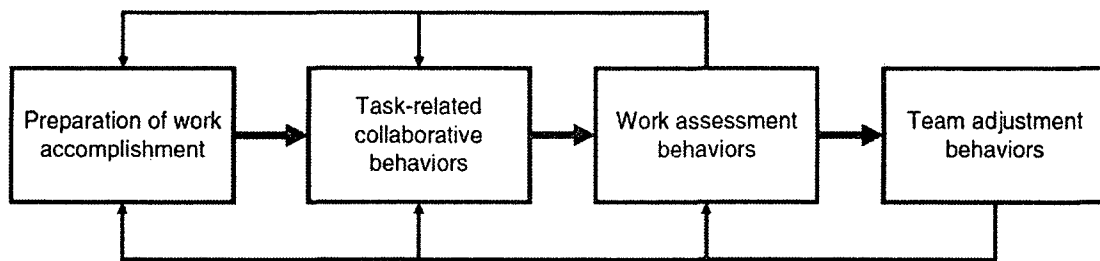 Preparation of work
accomplishment
Task-related
collaborative
behaviors
Work assessment
behaviors
Team adjustment
behaviors